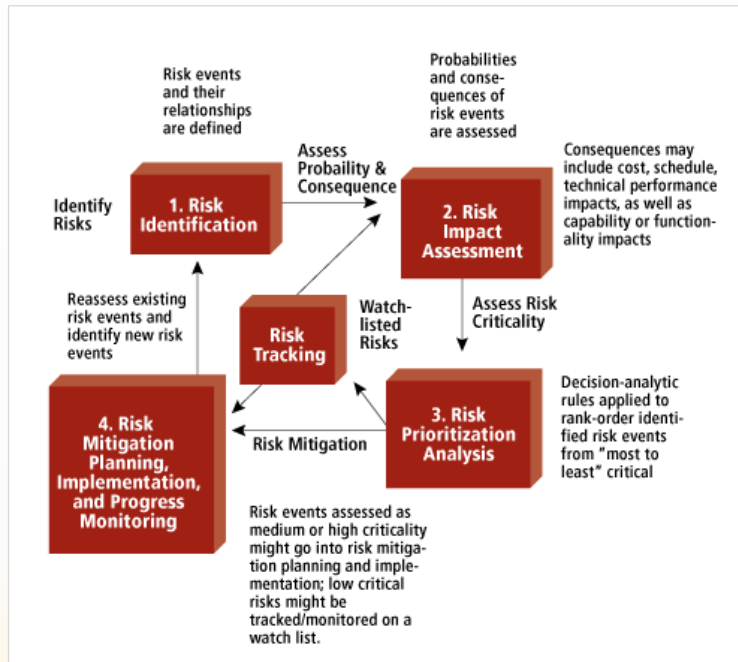 Risk events
and their
relationships
are defined
Probabilities
and conse-
quences of
risk events
are assessed
Assess
Probaility &
Consequence
Consequences may
include cost, schedule,
technical performance
impacts, as well as
capability or function-
ality impacts
Identify
Risks
1. Risk
Identification
2. Risk
Impact
Assessment
Reassess existing
risk events and
identify new risk
events
Watch-
listed
Risks
Assess Risk
Criticality
Risk
Tracking
4. Risk
Mitigation
Planning,
Implementation,
and Progress
Monitoring
Risk Mitigation
3. Risk
Prioritization
Analysis
Decision-analytic
rules applied to
rank-order identi-
fied risk events
from "most to
least" critical
Risk events assessed as
medium or high criticality
might go into risk mitiga-
tion planning and imple-
mentation; low critical
risks might be
tracked/monitored on a
watch list.